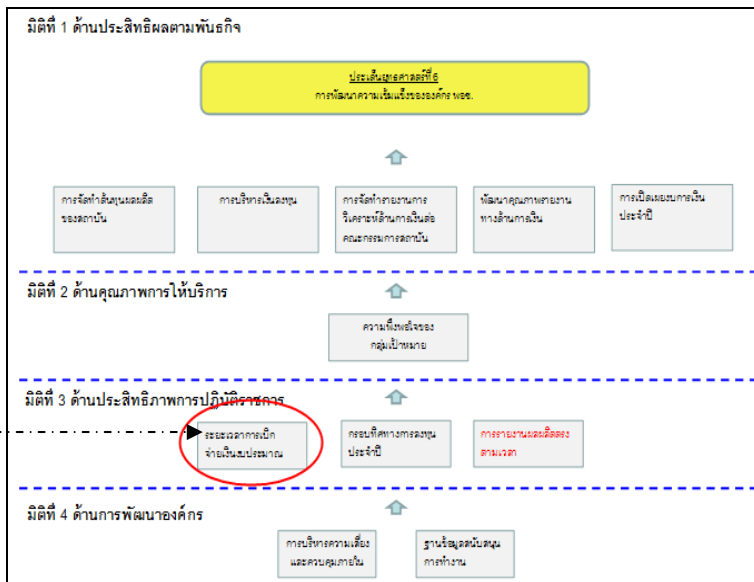 มิติที่ 1 ด้านประสิทธิผลตามพันธกิจ
ประเด็นยุทธศาสตร์ที่ 6
การพัฒนาความเข้มแข็งขององค์กร พอช.
การจัดทำต้นทุนผลผลิต
ของสถาบัน
การบริหารเงินลงทุน
การจัดทำรายงานการ
วิเคราะห์ด้านการเงินต่อ
คณะกรรมการสถาบัน
พัฒนาคุณภาพรายงาน
ทางด้านการเงิน
การเปิดเผยงบการเงิน
ประจำปี
มิติที่ 2 ด้านคุณภาพการให้บริการ
ความพึงพอใจของ
กลุ่มเป้าหมาย
มิติที่ 3 ด้านประสิทธิภาพการปฏิบัติราชการ
ระยะเวลาการเบิก
จ่ายเงินงบประมาณ
กรอบทิศทางการลงทุน
ประจำปี
การรายงานผลผลิตตรง
ตามเวลา
มิติที่ 4 ด้านการพัฒนาองค์กร
การบริหารความเสี่ยง
และควบคุมภายใน
ฐานข้อมูลสนับสนุน
การทำงาน